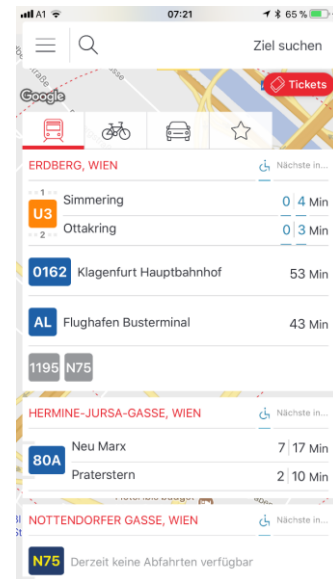 A1 07:21 65 %
Ziel suchen
Google
Tickets
ERDBERG, WIEN Nächste in...
1
U3
2
Simmering 0 4 Min
Ottakring 0 3 Min
0162 Klagenfurt Hauptbahnhof 53 Min
AL Flughafen Busterminal 43 Min
1195 N75
HERMINE-JURSA-GASSE, WIEN Nächste in...
80A
Neu Marx 7 17 Min
Praterstern 2 10 Min
NOTTENDORFER GASSE, WIEN Nächste in...
N75 Derzeit keine Abfahrten verfügbar